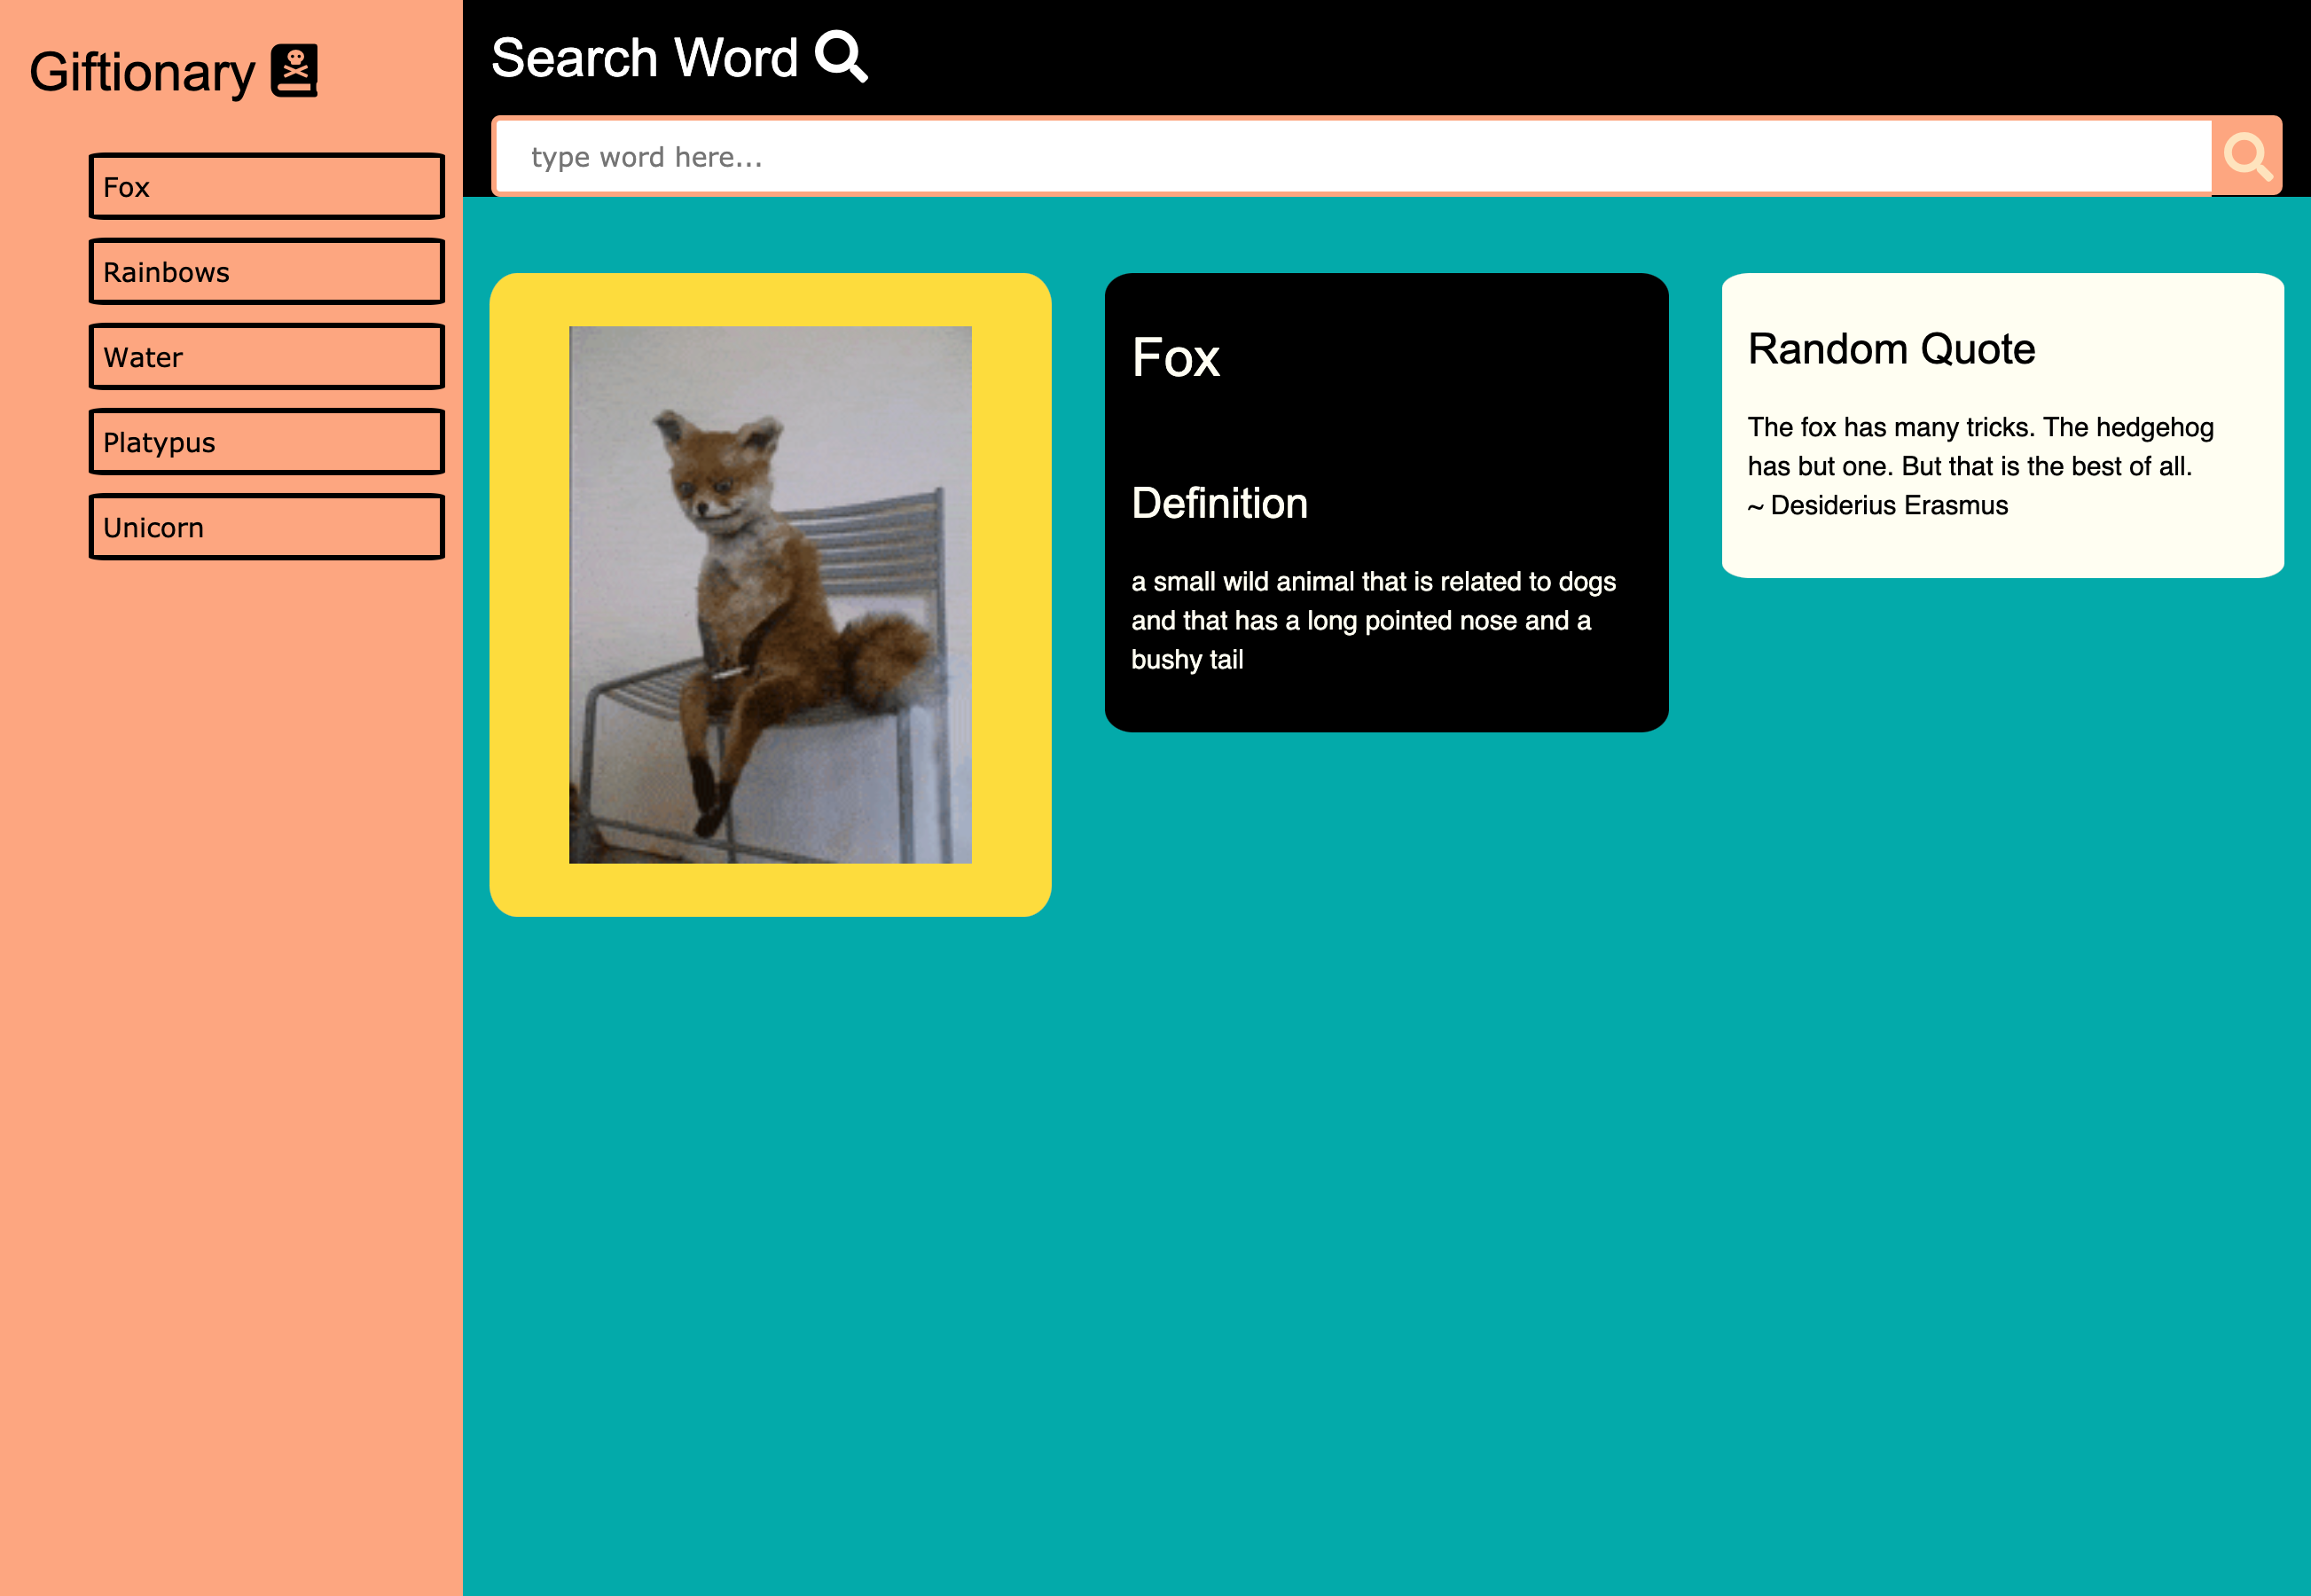 Giftionary
Fox
Rainbows
Water
Platypus
Unicorn
Search Word
type word here...
Fox
Definition
a small wild animal that is related to dogs
and that has a long pointed nose and a
bushy tail
Random Quote
The fox has many tricks. The hedgehog
has but one. But that is the best of all.
~ Desiderius Erasmus